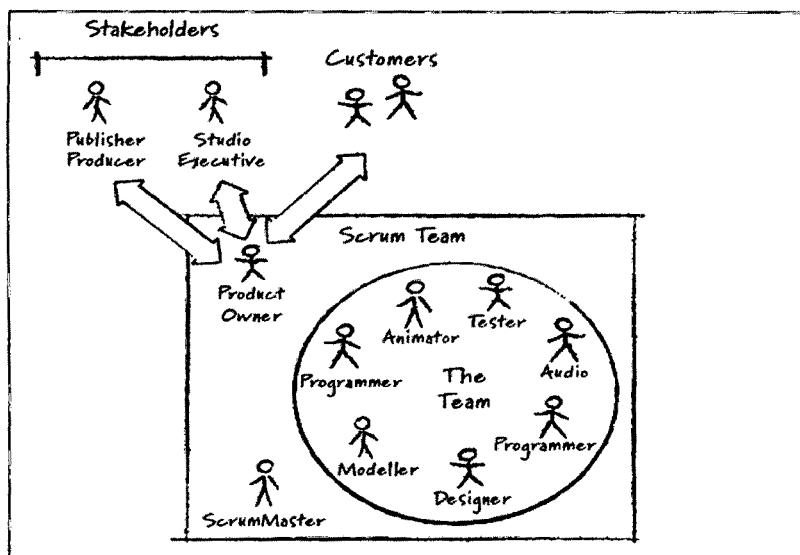 Stakeholders
Customers
Publisher
Producer
Studio
Executive
Scrum Team
Product
Owner
Animator
Tester
Programmer
Audio
The
Team
Programmer
Modeller
Designer
ScrumMaster